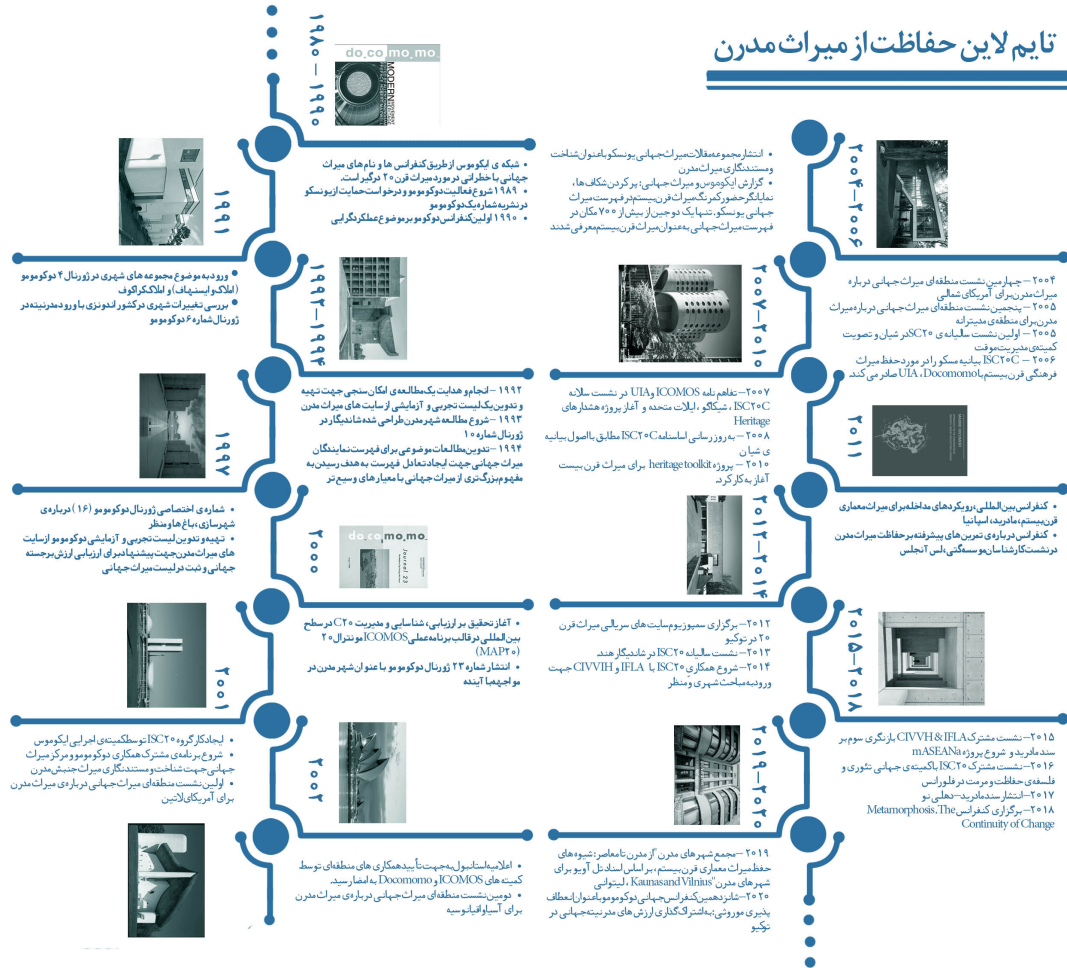 تایم لاین حفاظت از میراث مدرن
۱۹۸۰ – ۱۹۹۰
do_co_mo_mo_
MODERN
• شبکه ی ایکوموس از طریق کنفرانس ها و نام های میراث
جهانی با خطراتی در مورد میراث قرن ۲۰ درگیر است.
• ۱۹۸۹ شروع فعالیت دوکومومو و درخواست حمایت از یونسکو
در نشریه شماره یک دوکومومو
• ۱۹۹۰ اولین کنفرانس دوکومومو بر موضوع عملکردگرایی
۱۹۹۱
● ورود به موضوع مجموعه های شهری در ژورنال ۴ دوکومومو
(املاک وایسنهاف) و املاک کراکوف
● بررسی تغییرات شهری در کشور اندونزی با ورود مدرنیته در
ژورنال شماره ۶ دوکومومو
۱۹۹۲–۱۹۹۴
۱۹۹۲ – انجام و هدایت یک مطالعه ی امکان سنجی جهت تهیه
و تدوین یک لیست تجربی و آزمایشی از سایت های میراث مدرن
۱۹۹۳ – شروع مطالعه شهر مدرن طراحی شده شاندیگار در
ژورنال شماره ۱۰
۱۹۹۴ – تدوین مطالعات موضوعی برای فهرست نمایندگان
میراث جهانی جهت ایجاد تعادل فهرست به هدف رسیدن به
مفهوم بزرگ تری از میراث جهانی با معیار های وسیع تر
۱۹۹۷
• شماره ی اختصاصی ژورنال دوکومومو (۱۶) درباره ی
شهرسازی، باغ ها و منظر
• تهیه و تدوین لیست تجربی و آزمایشی دوکومومو از سایت
های میراث مدرن جهت پیشنهاد برای ارزیابی ارزش برجسته
جهانی و ثبت در لیست میراث جهانی
۲۰۰۰
do_co_mo_mo_
Journal 23
• آغاز تحقیق بر ارزیابی، شناسایی و مدیریت C۲۰ در سطح
بین المللی در قالب برنامه عملی ICOMOS مونترال ۲۰
(MAP۲۰)
• انتشار شماره ۲۳ ژورنال دوکومومو با عنوان شهر مدرن در
مواجهه با آینده
۲۰۰۱
• ایجاد کارگروه ISC۲۰ توسط کمیته ی اجرایی ایکوموس
• شروع برنامه ی مشترک همکاری دوکومومو و مرکز میراث
جهانی جهت شناخت و مستندنگاری میراث جنبش مدرن
• اولین نشست منطقه ای میراث جهانی درباره ی میراث مدرن
برای آمریکای لاتین
۲۰۰۲
• اعلامیه استانبول به جهت تأیید همکاری های منطقه ای توسط
کمیته های ICOMOS و Docomomo به امضا رسید.
• دومین نشست منطقه ای میراث جهانی درباره ی میراث مدرن
برای آسیا و اقیانوسیه
• انتشار مجموعه مقالات میراث جهانی یونسکو با عنوان شناخت
و مستندنگاری میراث مدرن
• گزارش ایکوموس و میراث جهانی: پر کردن شکاف ها،
نمایانگر حضور کمرنگ میراث قرن بیستم در فهرست میراث
جهانی یونسکو. تنها یک دوجین از بیش از ۷۰۰ مکان در
فهرست میراث جهانی به عنوان میراث قرن بیستم معرفی شدند
۲۰۰۴–۲۰۰۶
۲۰۰۴ – چهارمین نشست منطقه ای میراث جهانی درباره
میراث مدرن برای آمریکای شمالی
۲۰۰۵ – پنجمین نشست منطقه ای میراث جهانی درباره میراث
مدرن برای منطقه ی مدیترانه
۲۰۰۵ – اولین نشست سالیانه ی SC۲۰ در شیان و تصویت
کمیته ی مدیریت موقت
۲۰۰۶ – ISC۲۰C بیانیه مسکو را در مورد حفظ میراث
فرهنگی قرن بیستم با UIA ، Docomomo صادر می کند.
۲۰۰۷–۲۰۱۰
۲۰۰۷–تفاهم نامه ICOMOS و UIA در نشست سالانه
ISC۲۰C ، شیکاگو ، ایالات متحده و آغاز پروژه هشدارهای
Heritage
۲۰۰۸ – به روز رسانی اساسنامه ISC۲۰C مطابق با اصول بیانیه
ی شیان
۲۰۱۰ – پروژه heritage toolkit برای میراث قرن بیست
آغاز به کار کرد.
۲۰۱۱
• کنفرانس بین المللی،رویکردهای مداخله برای میراث معماری
قرن بیستم، مادرید، اسپانیا
• کنفرانس درباره ی تمرین های پیشرفته بر حفاظت میراث مدرن
در نشست کارشناسان موسسه گتی، لس آنجلس
۲۰۱۲–۲۰۱۴
۲۰۱۲– برگزاری سمپوزیوم سایت های سریالی میراث قرن
۲۰ در توکیو
۲۰۱۳– نشست سالیانه ISC۲۰ در شاندیگار هند.
۲۰۱۴– شروع همکاری ISC۲۰ با IFLA و CIVVIH جهت
ورود به مباحث شهری و منظر
۲۰۱۵–۲۰۱۸
۲۰۱۵– نشست مشترک CIVVH & IFLA بازنگری سوم بر
سند مادرید و شروع پروژه mASEANa
۲۰۱۶– نشست مشترک ISC۲۰ با کمیته ی جهانی تئوری و
فلسفه ی حفاظت و مرمت در فلورانس
۲۰۱۷–انتشار سند مادرید–دهلی نو
۲۰۱۸– برگزاری کنفرانس Metamorphosis. The
Continuity of Change
۲۰۱۹–۲۰۲۰
۲۰۱۹ –مجمع شهرهای مدرن "از مدرن تا معاصر: شیوه های
حفظ میراث معماری قرن بیستم ، بر اساس اسناد تل آویو برای
شهرهای مدرن" Kaunas and Vilnius ، لیتوانی
۲۰۲۰–شانزدهمین کنفرانس جهانی دوکومومو با عنوان انعطاف
پذیری موروثی:به اشتراک گذاری ارزش های مدرنیته جهانی در
توکیو